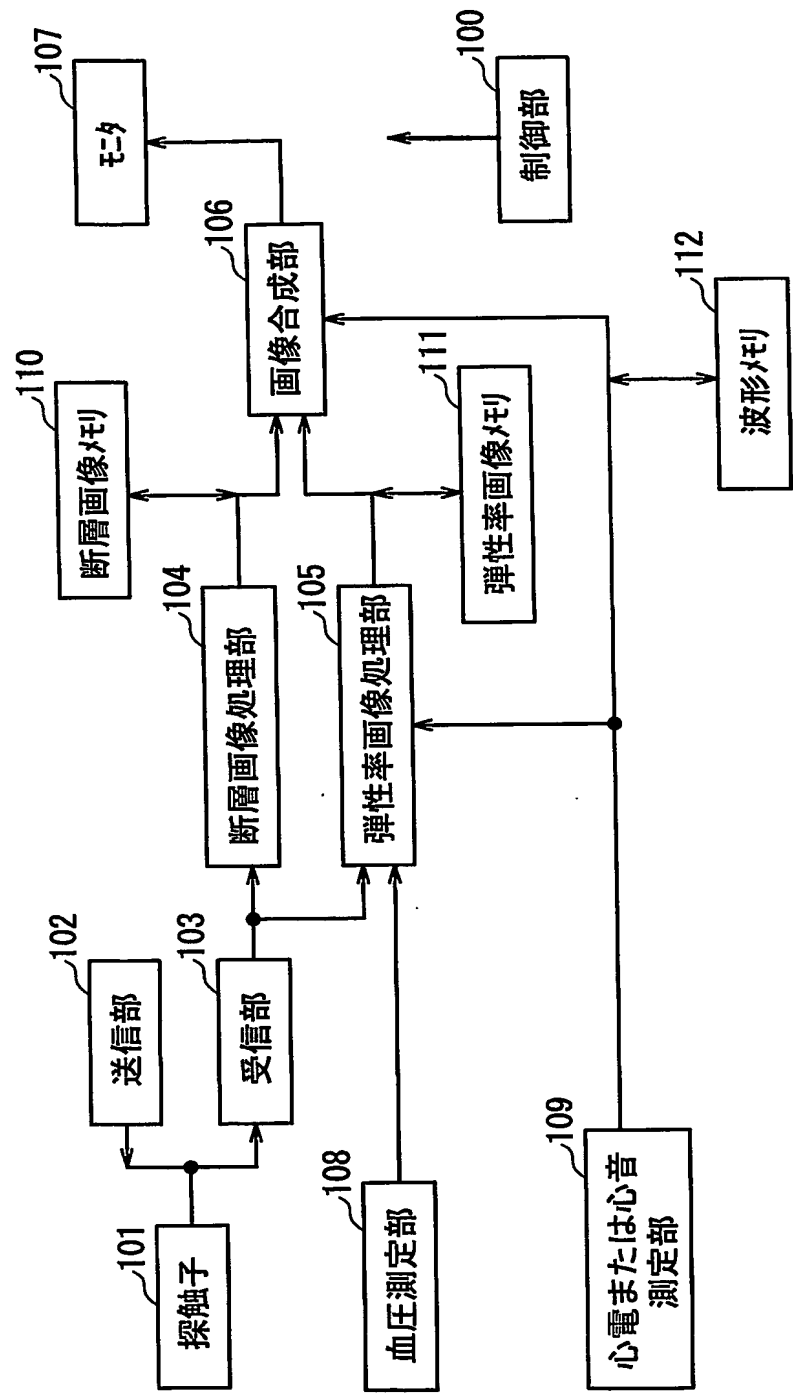 101
探触子
102
送信部
103
受信部
104
断層画像処理部
105
弾性率画像処理部
106
画像合成部
107
モニタ
108
血圧測定部
109
心電または心音
測定部
110
断層画像メモリ
111
弾性率画像メモリ
112
波形メモリ
100
制御部